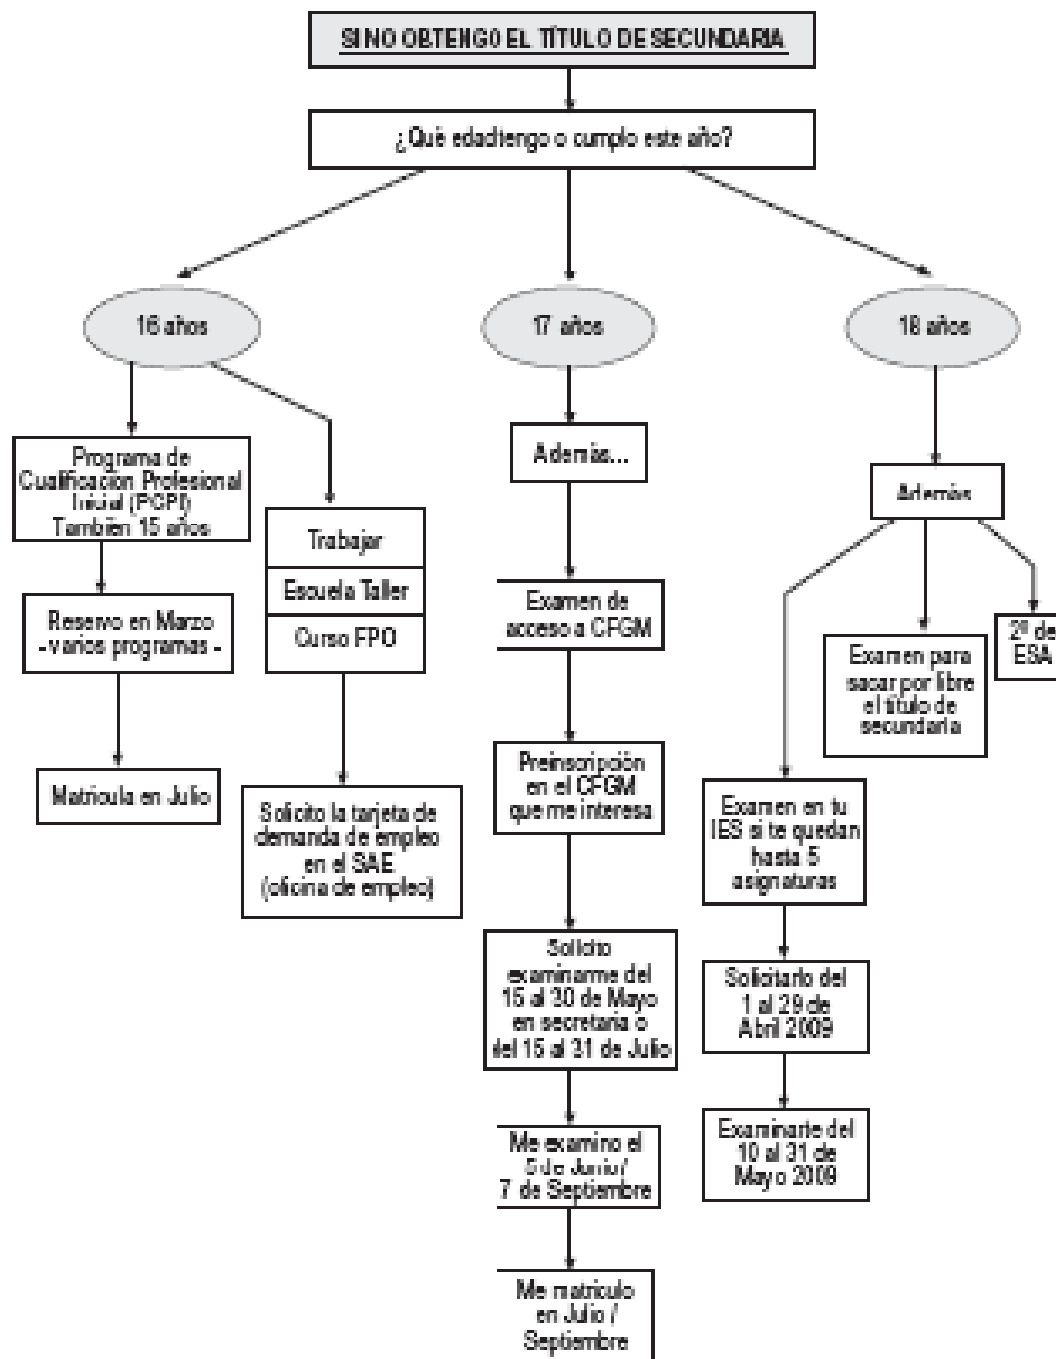 SI NO OBTENGO EL TÍTULO DE SECUNDARIA
¿Qué edadtengo o cumplo este año?
16 años
17 años
18 años
Programa de
Cualificación Profesional
Inicial (PCPI)
También 15 años
Reservo en Marzo
- varios programas -
Matrícula en Julio
Trabajar
Escuela Taller
Curso FPO
Solicito la tarjeta de
demanda de empleo
en el SAE
(oficina de empleo)
Además...
Examen de
acceso a CFGM
Preinscripción
en el CFGM
que me interesa
Solicito
examinarme del
15 al 30 de Mayo
en secretaria o
del 15 al 31 de Julio
Me examino el
5 de Junio /
7 de Septiembre
Me matriculo
en Julio /
Septiembre
Además
Examen en tu
IES si te quedan
hasta 5
asignaturas
Solicitarlo del
1 al 29 de
Abril 2009
Examinarte del
10 al 31 de
Mayo 2009
Examen para
sacar por libre
el título de
secundaria
2º de
ESA